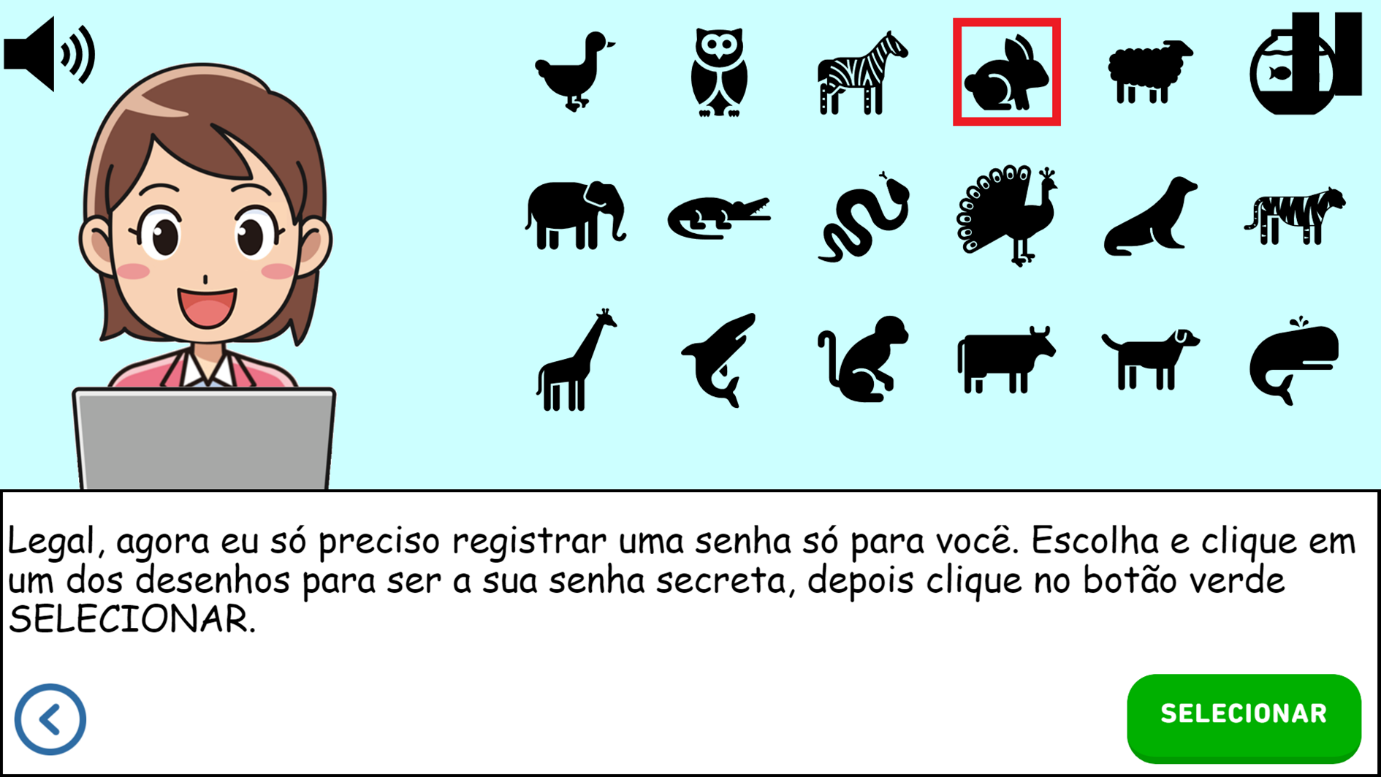 Legal, agora eu só preciso registrar uma senha só para você. Escolha e clique em
um dos desenhos para ser a sua senha secreta, depois clique no botão verde
SELECIONAR.
SELECIONAR